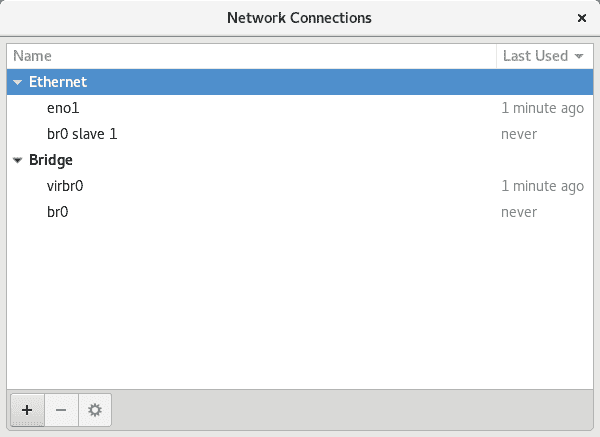 Network Connections
Name Last Used
Ethernet
eno1 1 minute ago
br0 slave 1 never
Bridge
virbr0 1 minute ago
br0 never